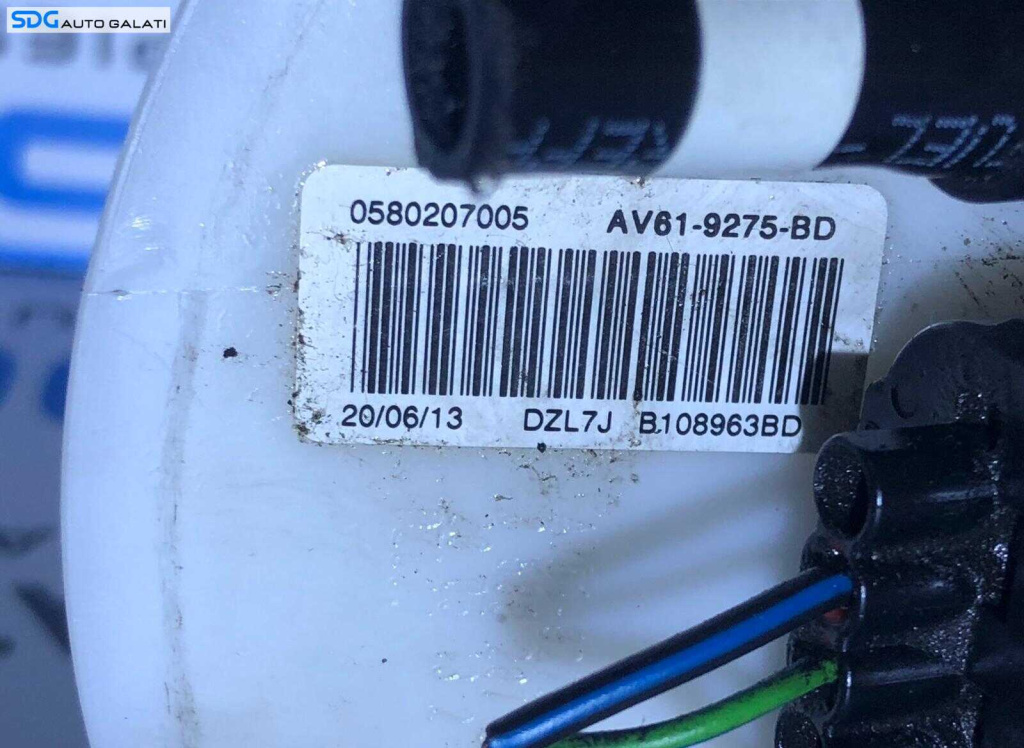 SDG AUTO GALATI
0580207005 AV61-9275-BD
20/06/13 DZL7J B108963BD